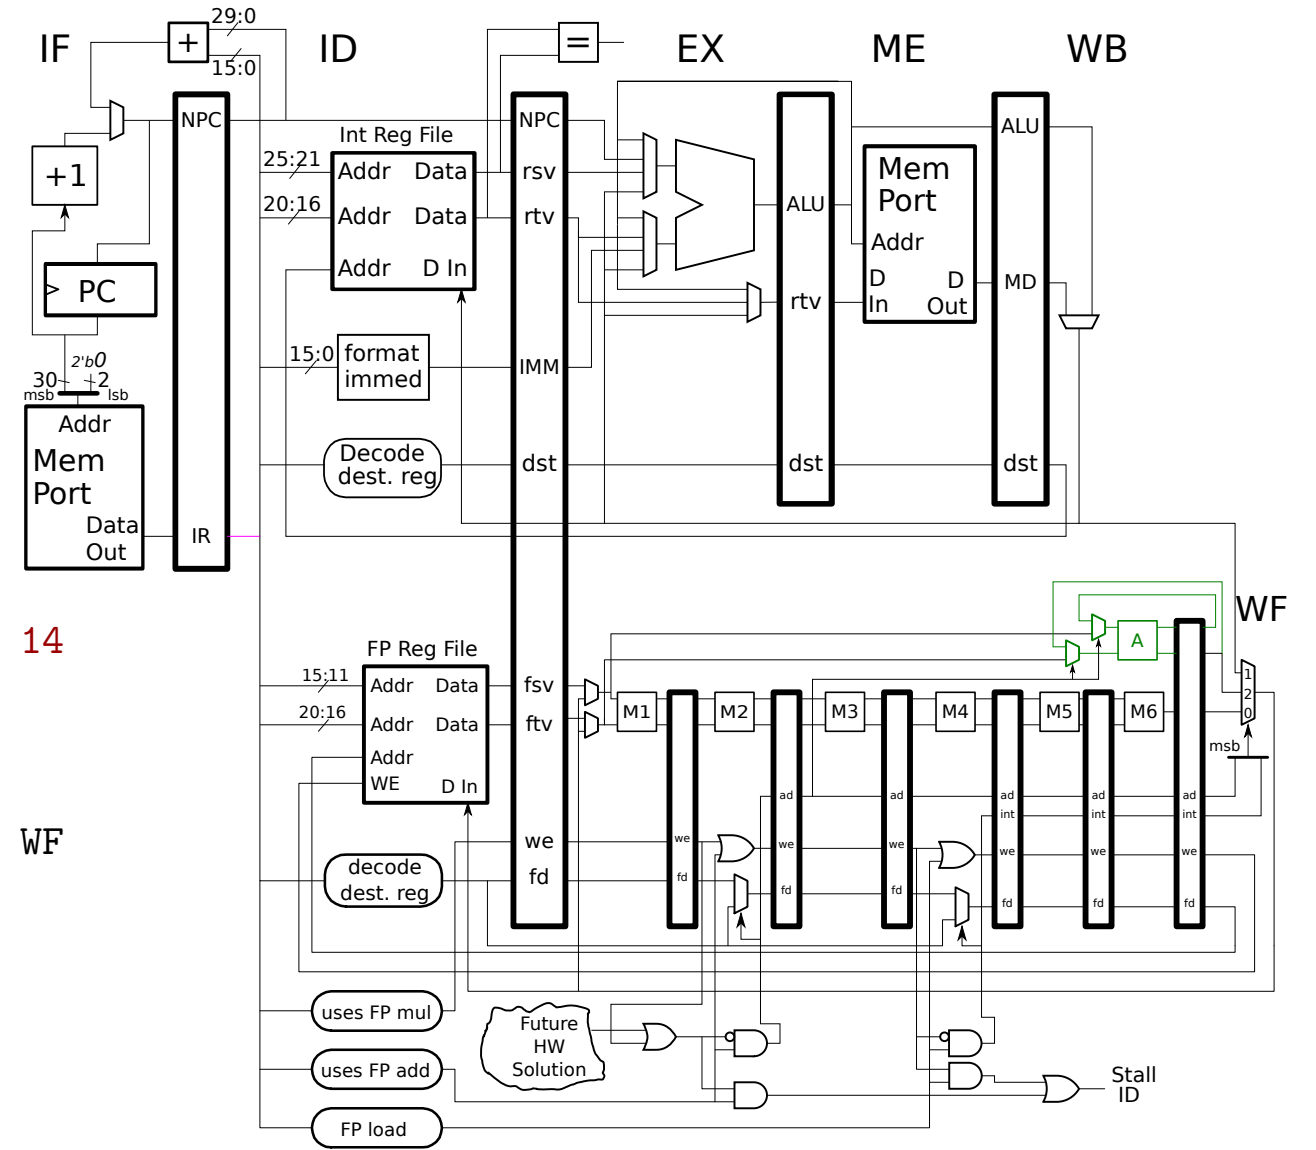 IF
ID
EX
ME
WB
29:0
15:0
+
=
NPC
NPC
ALU
Int Reg File
+1
25:21
Addr
Data
rsv
Mem
Port
20:16
Addr
Data
rtv
ALU
Addr
Addr
D In
PC
D
In
D
Out
rtv
MD
15:0
format
immed
IMM
2'b0
30
2
msb
lsb
Addr
Mem
Port
Data
Out
Decode
dest. reg
dst
dst
dst
IR
WF
14
A
FP Reg File
15:11
Addr
Data
fsv
1
2
0
20:16
Addr
Data
ftv
M1
M2
M3
M4
M5
M6
Addr
WE
D In
msb
ad
ad
ad
ad
ad
int
int
int
WF
we
we
we
we
we
we
we
decode
dest. reg
fd
fd
fd
fd
fd
fd
fd
uses FP mul
Future
HW
Solution
uses FP add
Stall
ID
FP load